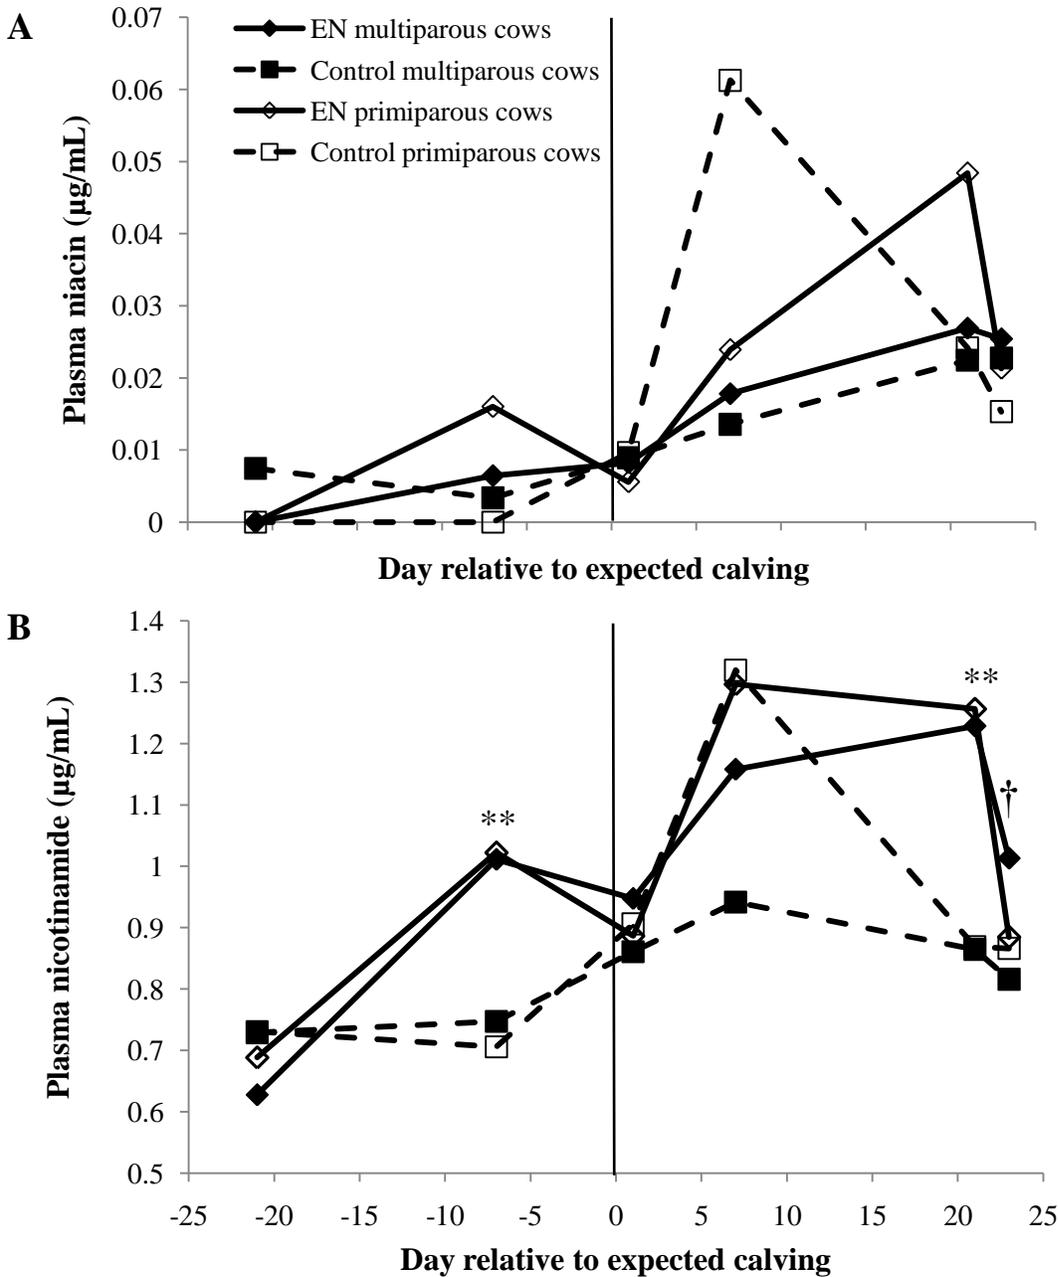 A
0.07
0.06
0.05
0.04
0.03
0.02
0.01
0
Plasma niacin (µg/mL)
EN multiparous cows
Control multiparous cows
EN primiparous cows
Control primiparous cows
Day relative to expected calving
B
1.4
1.3
1.2
1.1
1
0.9
0.8
0.7
0.6
0.5
Plasma nicotinamide (µg/mL)
**
**
†
-25 -20 -15 -10 -5 0 5 10 15 20 25
Day relative to expected calving